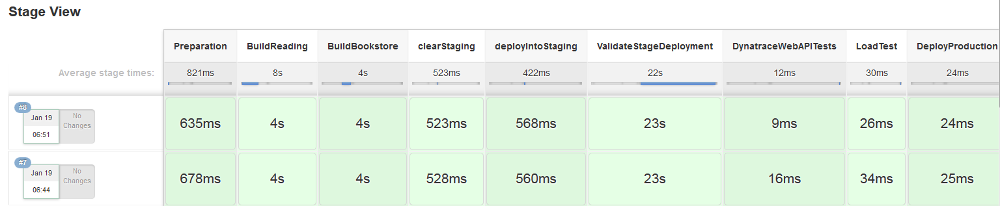 Stage View
Preparation BuildReading BuildBookstore clearStaging deployIntoStaging ValidateStageDeployment DynatraceWebAPITests LoadTest DeployProduction
Average stage times: 821ms 8s 4s 523ms 422ms 22s 12ms 30ms 24ms
#8
Jan 19 No Changes
06:51
635ms 4s 4s 523ms 568ms 23s 9ms 26ms 24ms
#7
Jan 19 No Changes
06:44
678ms 4s 4s 528ms 560ms 23s 16ms 34ms 25ms